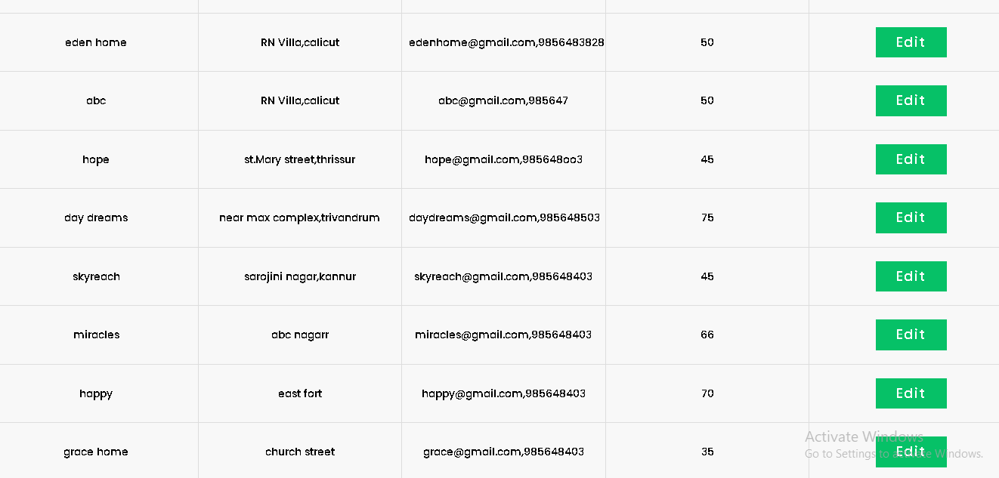 eden home RN Villa,calicut edenhome@gmail.com,9856483828 50 Edit
abc RN Villa,calicut abc@gmail.com,985647 50 Edit
hope st.Mary street,thrissur hope@gmail.com,985648oo3 45 Edit
day dreams near max complex,trivandrum daydreams@gmail.com,985648503 75 Edit
skyreach sarojini nagar,kannur skyreach@gmail.com,985648403 45 Edit
miracles abc nagarr miracles@gmail.com,985648403 66 Edit
happy east fort happy@gmail.com,985648403 70 Edit
Activate Windows
grace home church street grace@gmail.com,985648403 35 Edit
Go to Settings to activate Windows.